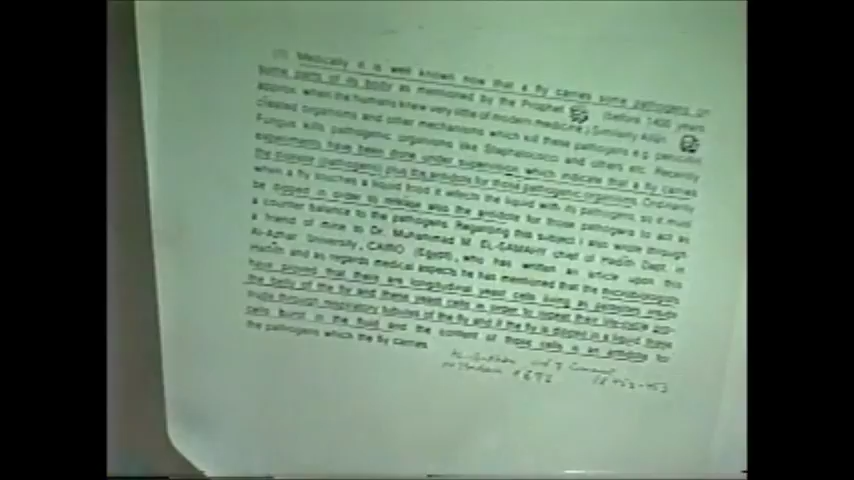 (1) Medically it is well known now that a fly carries some pathogens on
some parts of its body as mentioned by the Prophet ﷺ (before 1400 years
approx. when the humans knew very little of modern medicine.) Similarly Allah
created organisms and other mechanisms which kill these pathogens e.g. penicillin
Fungus kills pathogenic organisms like Staphalococci and others etc. Recently
experiments have been done under supervision which indicate that a fly carries
the disease (pathogens) plus the antidote for those pathogenic organisms. Ordinarily
when a fly touches a liquid food it infects the liquid with its pathogens, so it must
be dipped in order to release also the antidote for those pathogens to act as
a counter balance to the pathogens. Regarding this subject I also wrote through
a friend of mine to Dr. Muhammad M. EL-SAMAHY chief of Hadith Dept. in
Al-Azhar University, CAIRO (Egypt), who has written an article upon this
Hadith and as regards medical aspects he has mentioned that the microbiologists
have proved that there are longitudinal yeast cells living as parasites inside
the belly of the fly and these yeast cells in order to repeat their life-cycle pro-
trude through respiratory tubules of the fly and if the fly is dipped in a liquid these
cells burst in the fluid and the content of those cells is an antidote for
the pathogens which the fly carries.
452-453